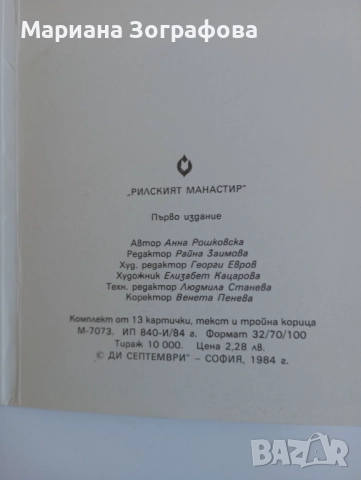 Мариана Зографова
„РИЛСКИЯТ МАНАСТИР"
Първо издание
Автор Анна Рошковска
Редактор Райна Заимова
Худ. редактор Георги Евров
Художник Елизабет Кацарова
Техн. редактор Людмила Станева
Коректор Венета Пенева
Комплект от 13 картички, текст и тройна корица
М-7073. ИП 840-И/84 г. Формат 32/70/100
Тираж 10 000. Цена 2,28 лв.
© ДИ СЕПТЕМВРИ" – СОФИЯ, 1984 г.
BAZAR